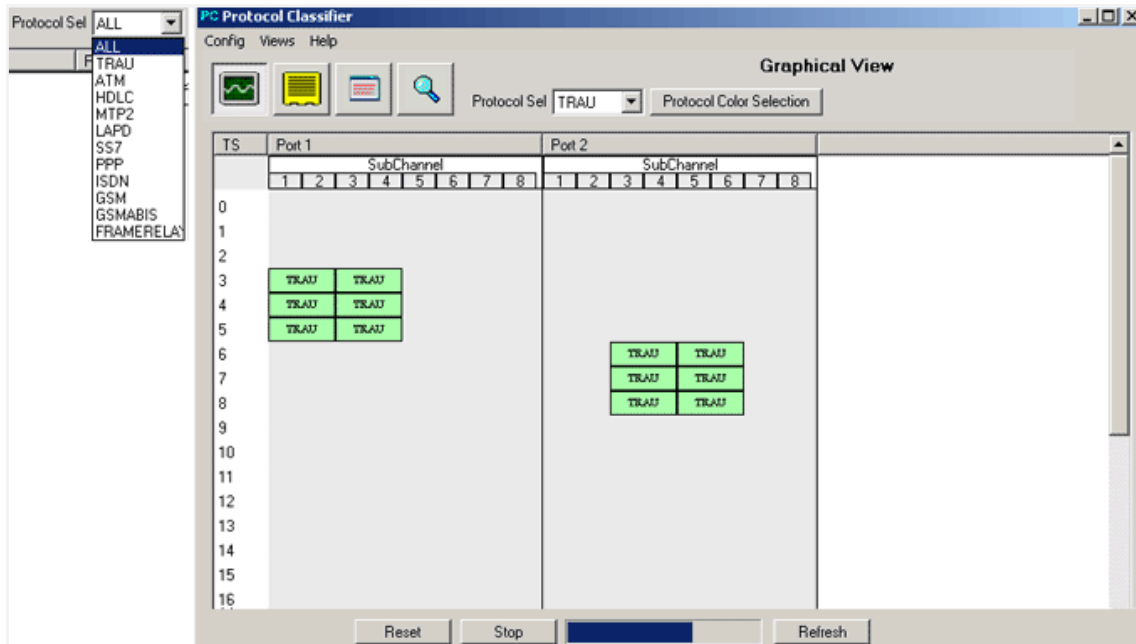 Protocol Sel ALL
ALL
TRAU
ATM
HDLC
MTP2
LAPD
SS7
PPP
ISDN
GSM
GSMABIS
FRAMERELAY
PC Protocol Classifier
Config Views Help
Graphical View
Protocol Sel TRAU Protocol Color Selection
TS Port 1 Port 2
SubChannel SubChannel
1 2 3 4 5 6 7 8 1 2 3 4 5 6 7 8
0
1
2
3 TRAU TRAU
4 TRAU TRAU
5 TRAU TRAU
6 TRAU TRAU
7 TRAU TRAU
8 TRAU TRAU
9
10
11
12
13
14
15
16
Reset Stop Refresh